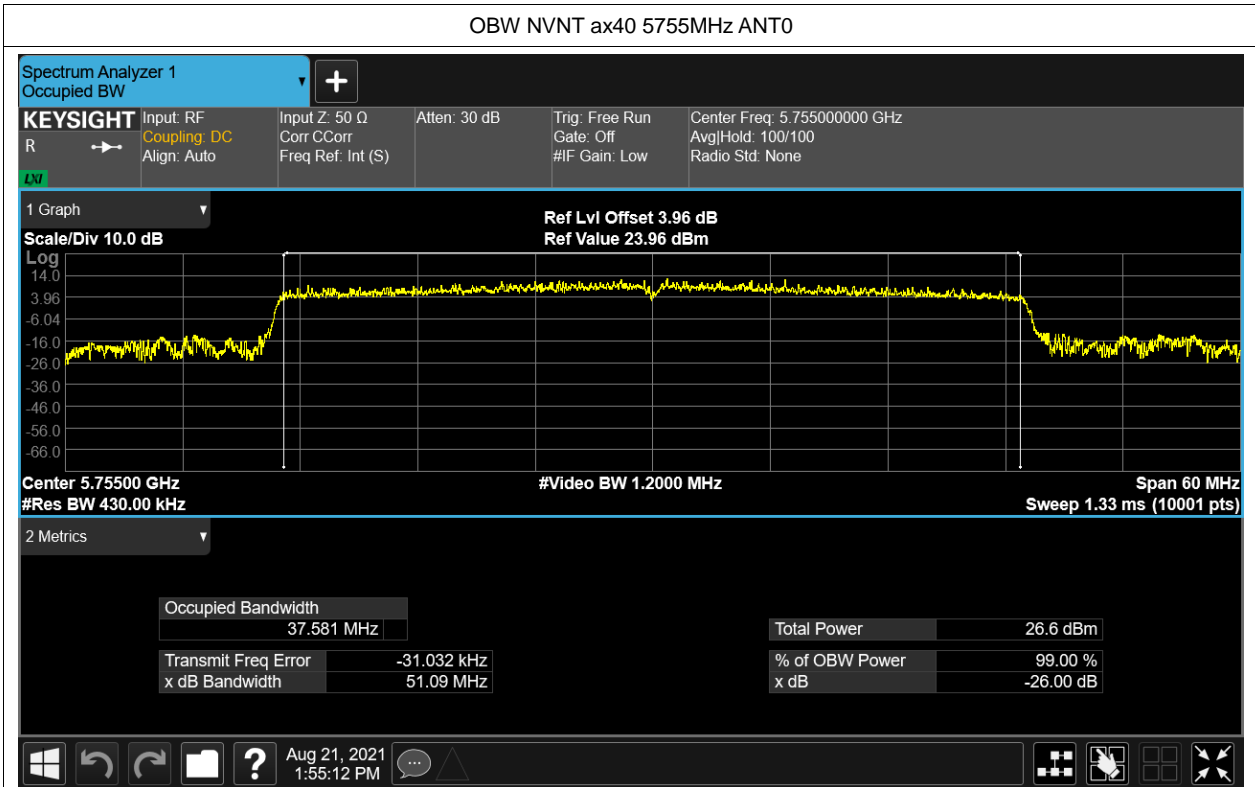 OBW NVNT ax40 5755MHz ANT0
Spectrum Analyzer 1
Occupied BW
KEYSIGHT
R
LXI
Input: RF
Coupling: DC
Align: Auto
Input Z: 50 Ω
Corr CCorr
Freq Ref: Int (S)
Atten: 30 dB
Trig: Free Run
Gate: Off
#IF Gain: Low
Center Freq: 5.755000000 GHz
Avg|Hold: 100/100
Radio Std: None
1 Graph
Scale/Div 10.0 dB
Ref Lvl Offset 3.96 dB
Ref Value 23.96 dBm
Log
14.0
3.96
-6.04
-16.0
-26.0
-36.0
-46.0
-56.0
-66.0
Center 5.75500 GHz
#Video BW 1.2000 MHz
Span 60 MHz
#Res BW 430.00 kHz
Sweep 1.33 ms (10001 pts)
2 Metrics
Occupied Bandwidth
37.581 MHz
Total Power 26.6 dBm
Transmit Freq Error -31.032 kHz
% of OBW Power 99.00 %
x dB Bandwidth 51.09 MHz
x dB -26.00 dB
?
Aug 21, 2021
1:55:12 PM